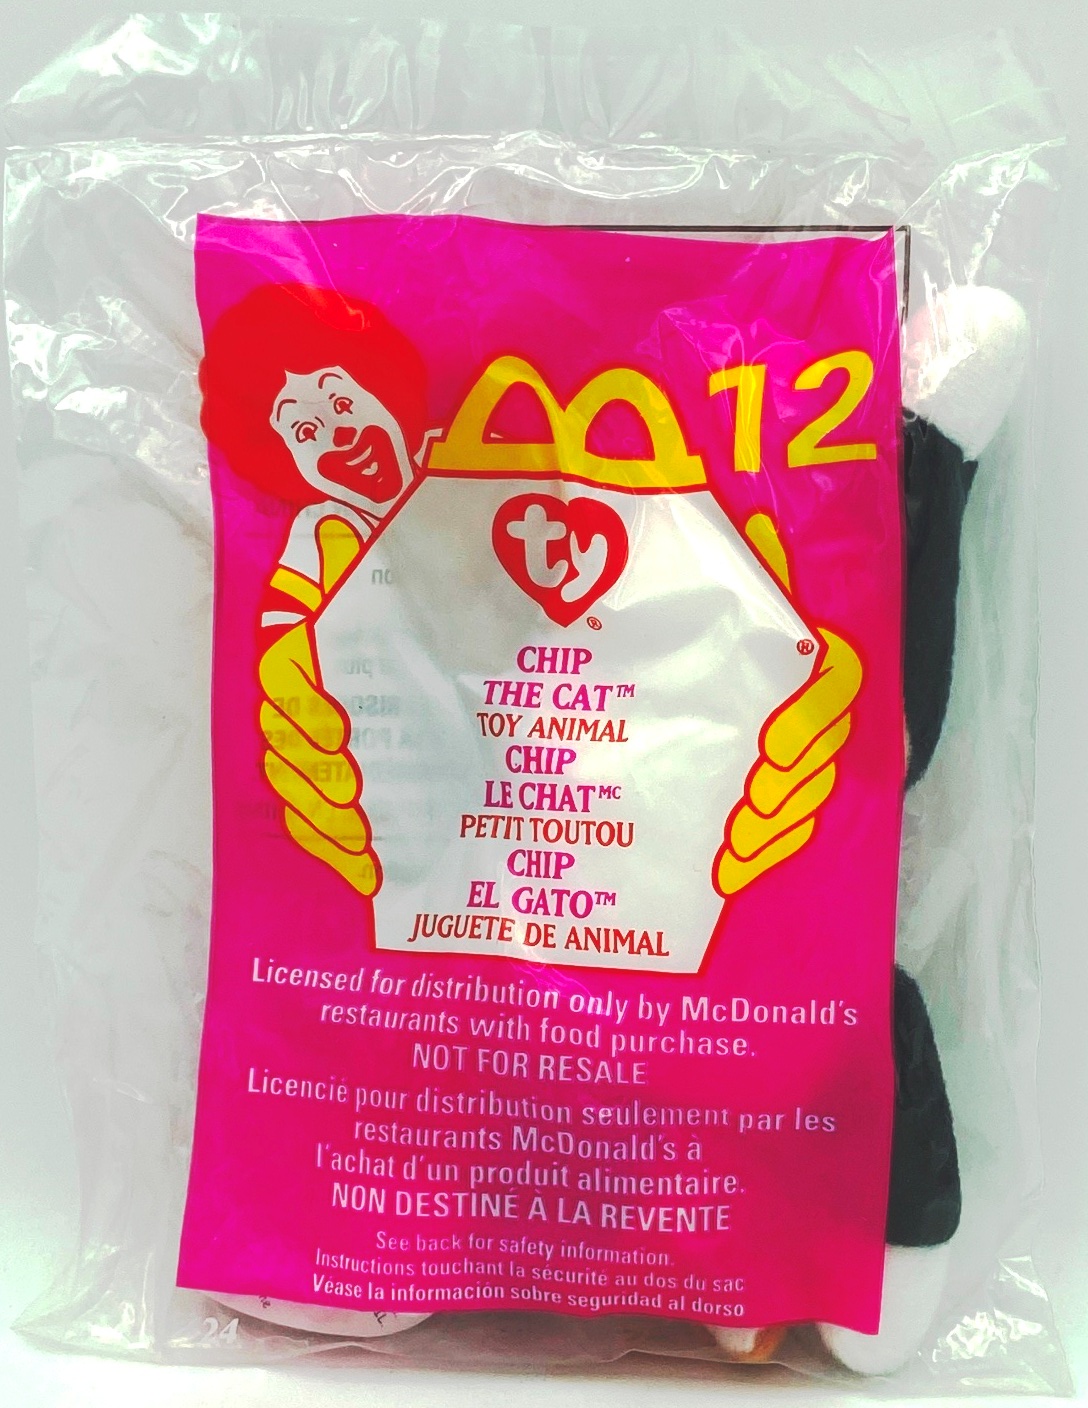 12
ty®
CHIP
THE CAT™
TOY ANIMAL
CHIP
LE CHAT MC
PETIT TOUTOU
CHIP
EL GATO™
JUGUETE DE ANIMAL
Licensed for distribution only by McDonald's
restaurants with food purchase.
NOT FOR RESALE
Licencié pour distribution seulement par les
restaurants McDonald's à
l'achat d'un produit alimentaire.
NON DESTINÉ À LA REVENTE
See back for safety information.
Instructions touchant la sécurité au dos du sac
Véase la información sobre seguridad al dorso
24